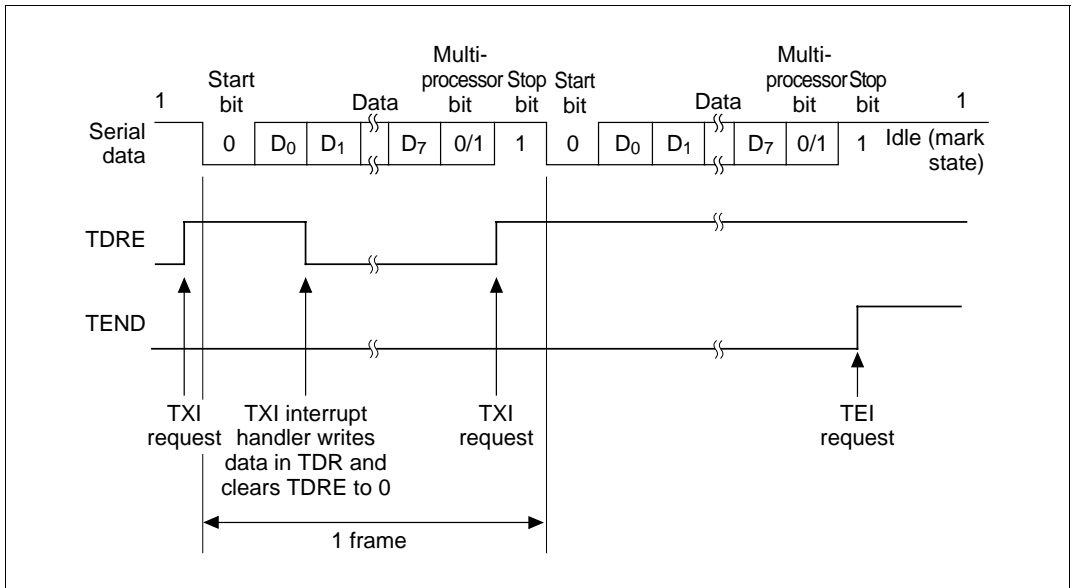 Multi-
processor
bit
Multi-
processor
bit
Start
bit
Stop
bit
Start
bit
Stop
bit
1
Data
Data
1
Serial
data
0 D0 D1 D7 0/1 1 0 D0 D1 D7 0/1 1
Idle (mark
state)
TDRE
TEND
TXI
request
TXI interrupt
handler writes
data in TDR and
clears TDRE to 0
TXI
request
TEI
request
1 frame